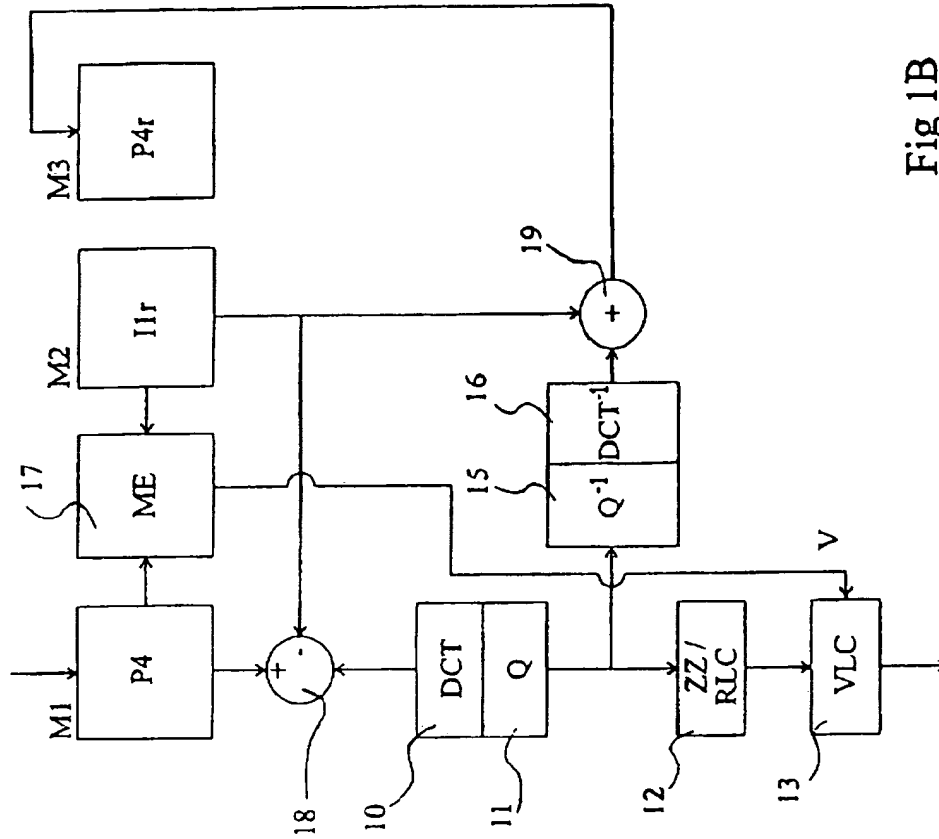 M1
P4
17
ME
M2
I1r
M3
P4r
18
+
-
10
DCT
11
Q
15
Q-1
16
DCT-1
19
+
12
ZZ/
RLC
13
VLC
V
Fig 1B